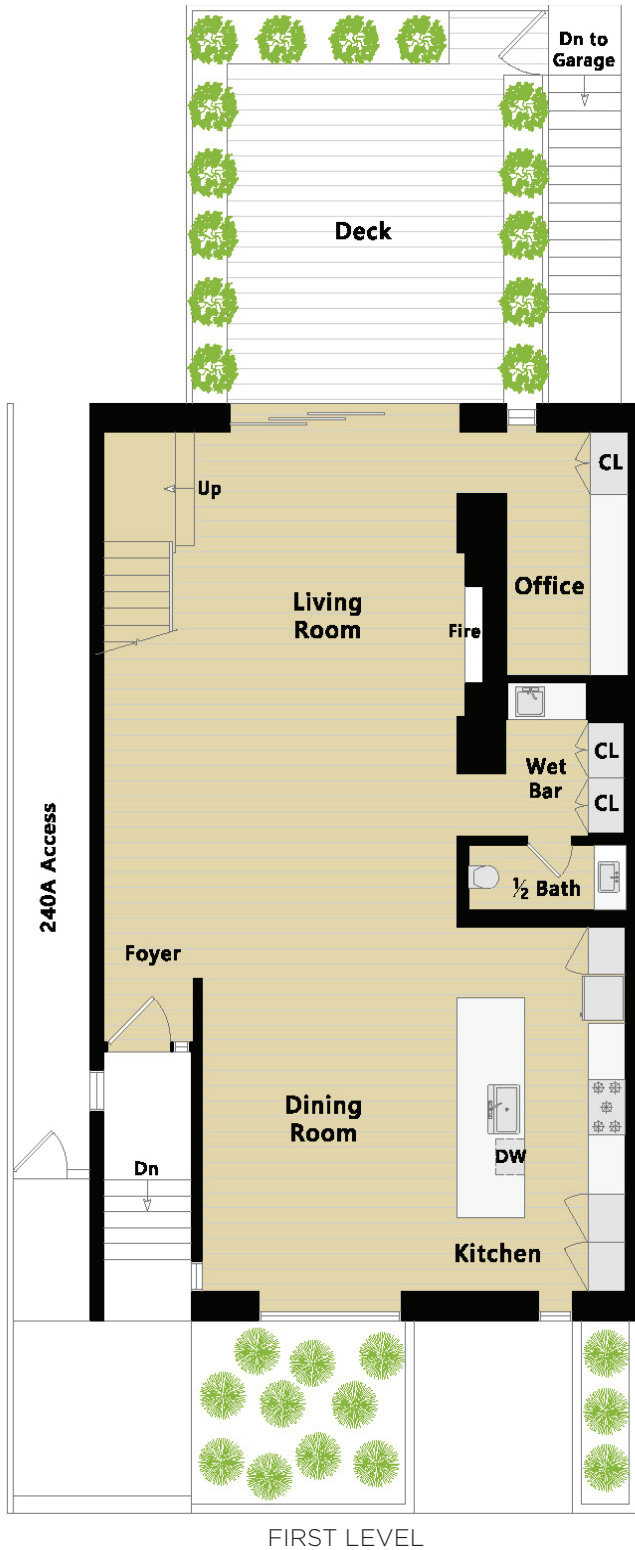 Dn to
Garage
Deck
CL
Up
Office
Living
Room
Fire
CL
Wet
Bar
CL
240A Access
½ Bath
Foyer
Dining
Room
DW
Dn
Kitchen
FIRST LEVEL